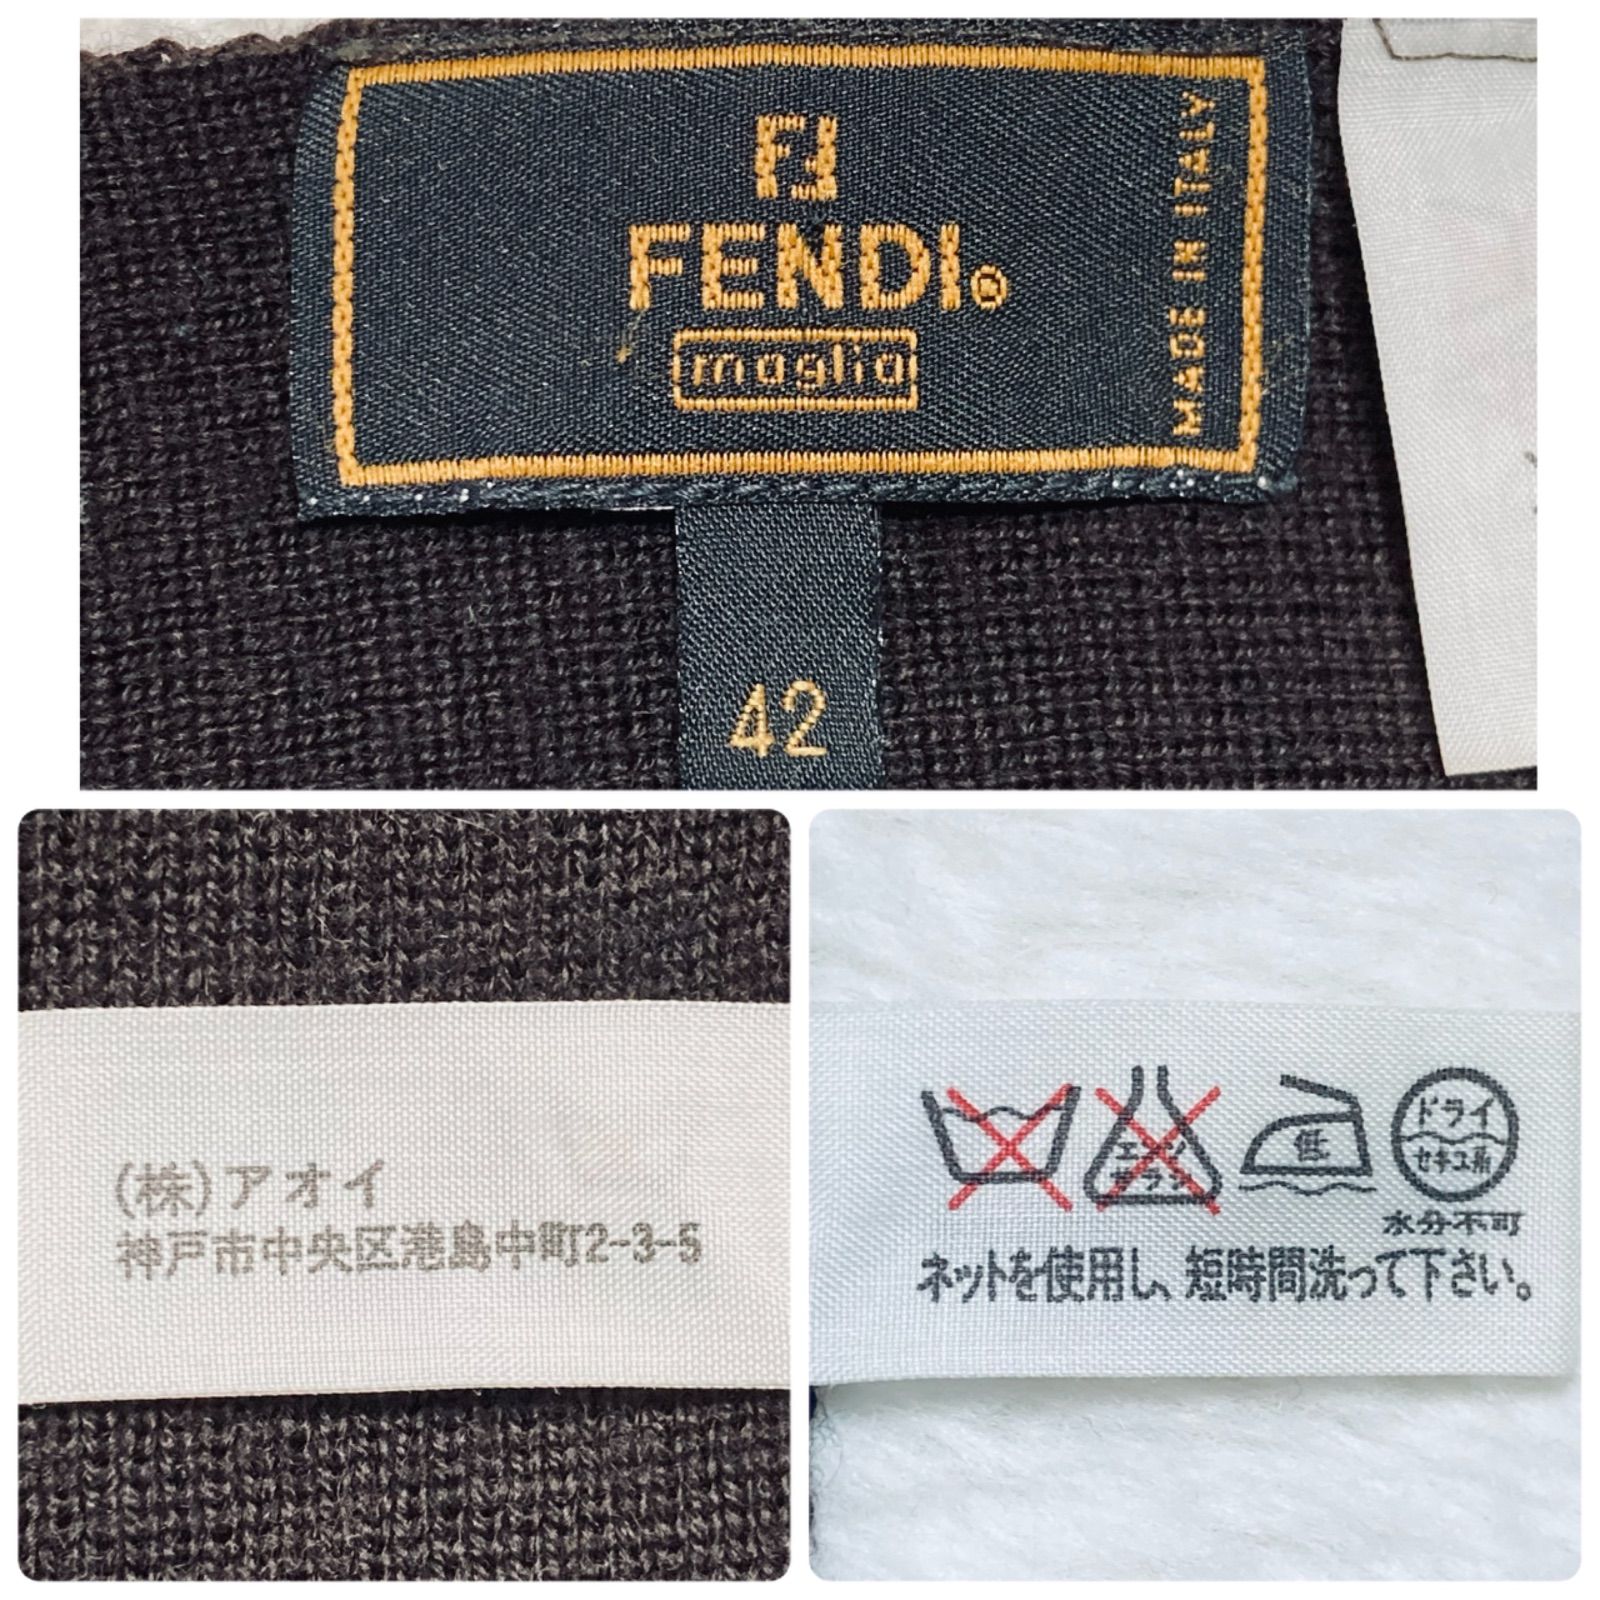 FF
FENDI®
maglia
MADE IN ITALY
42
(株)アオイ
神戸市中央区港島中町2-3-5
エンソ
サラシ
低
ドライ
セキユ系
水分不可
ネットを使用し、短時間洗って下さい。